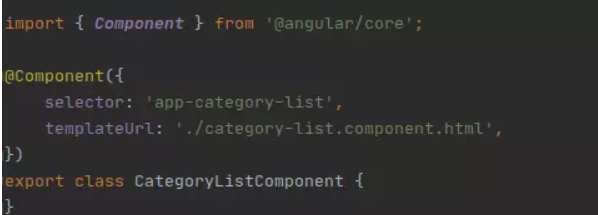 import { Component } from '@angular/core';
@Component({
selector: 'app-category-list',
templateUrl: './category-list.component.html',
})
export class CategoryListComponent {
}